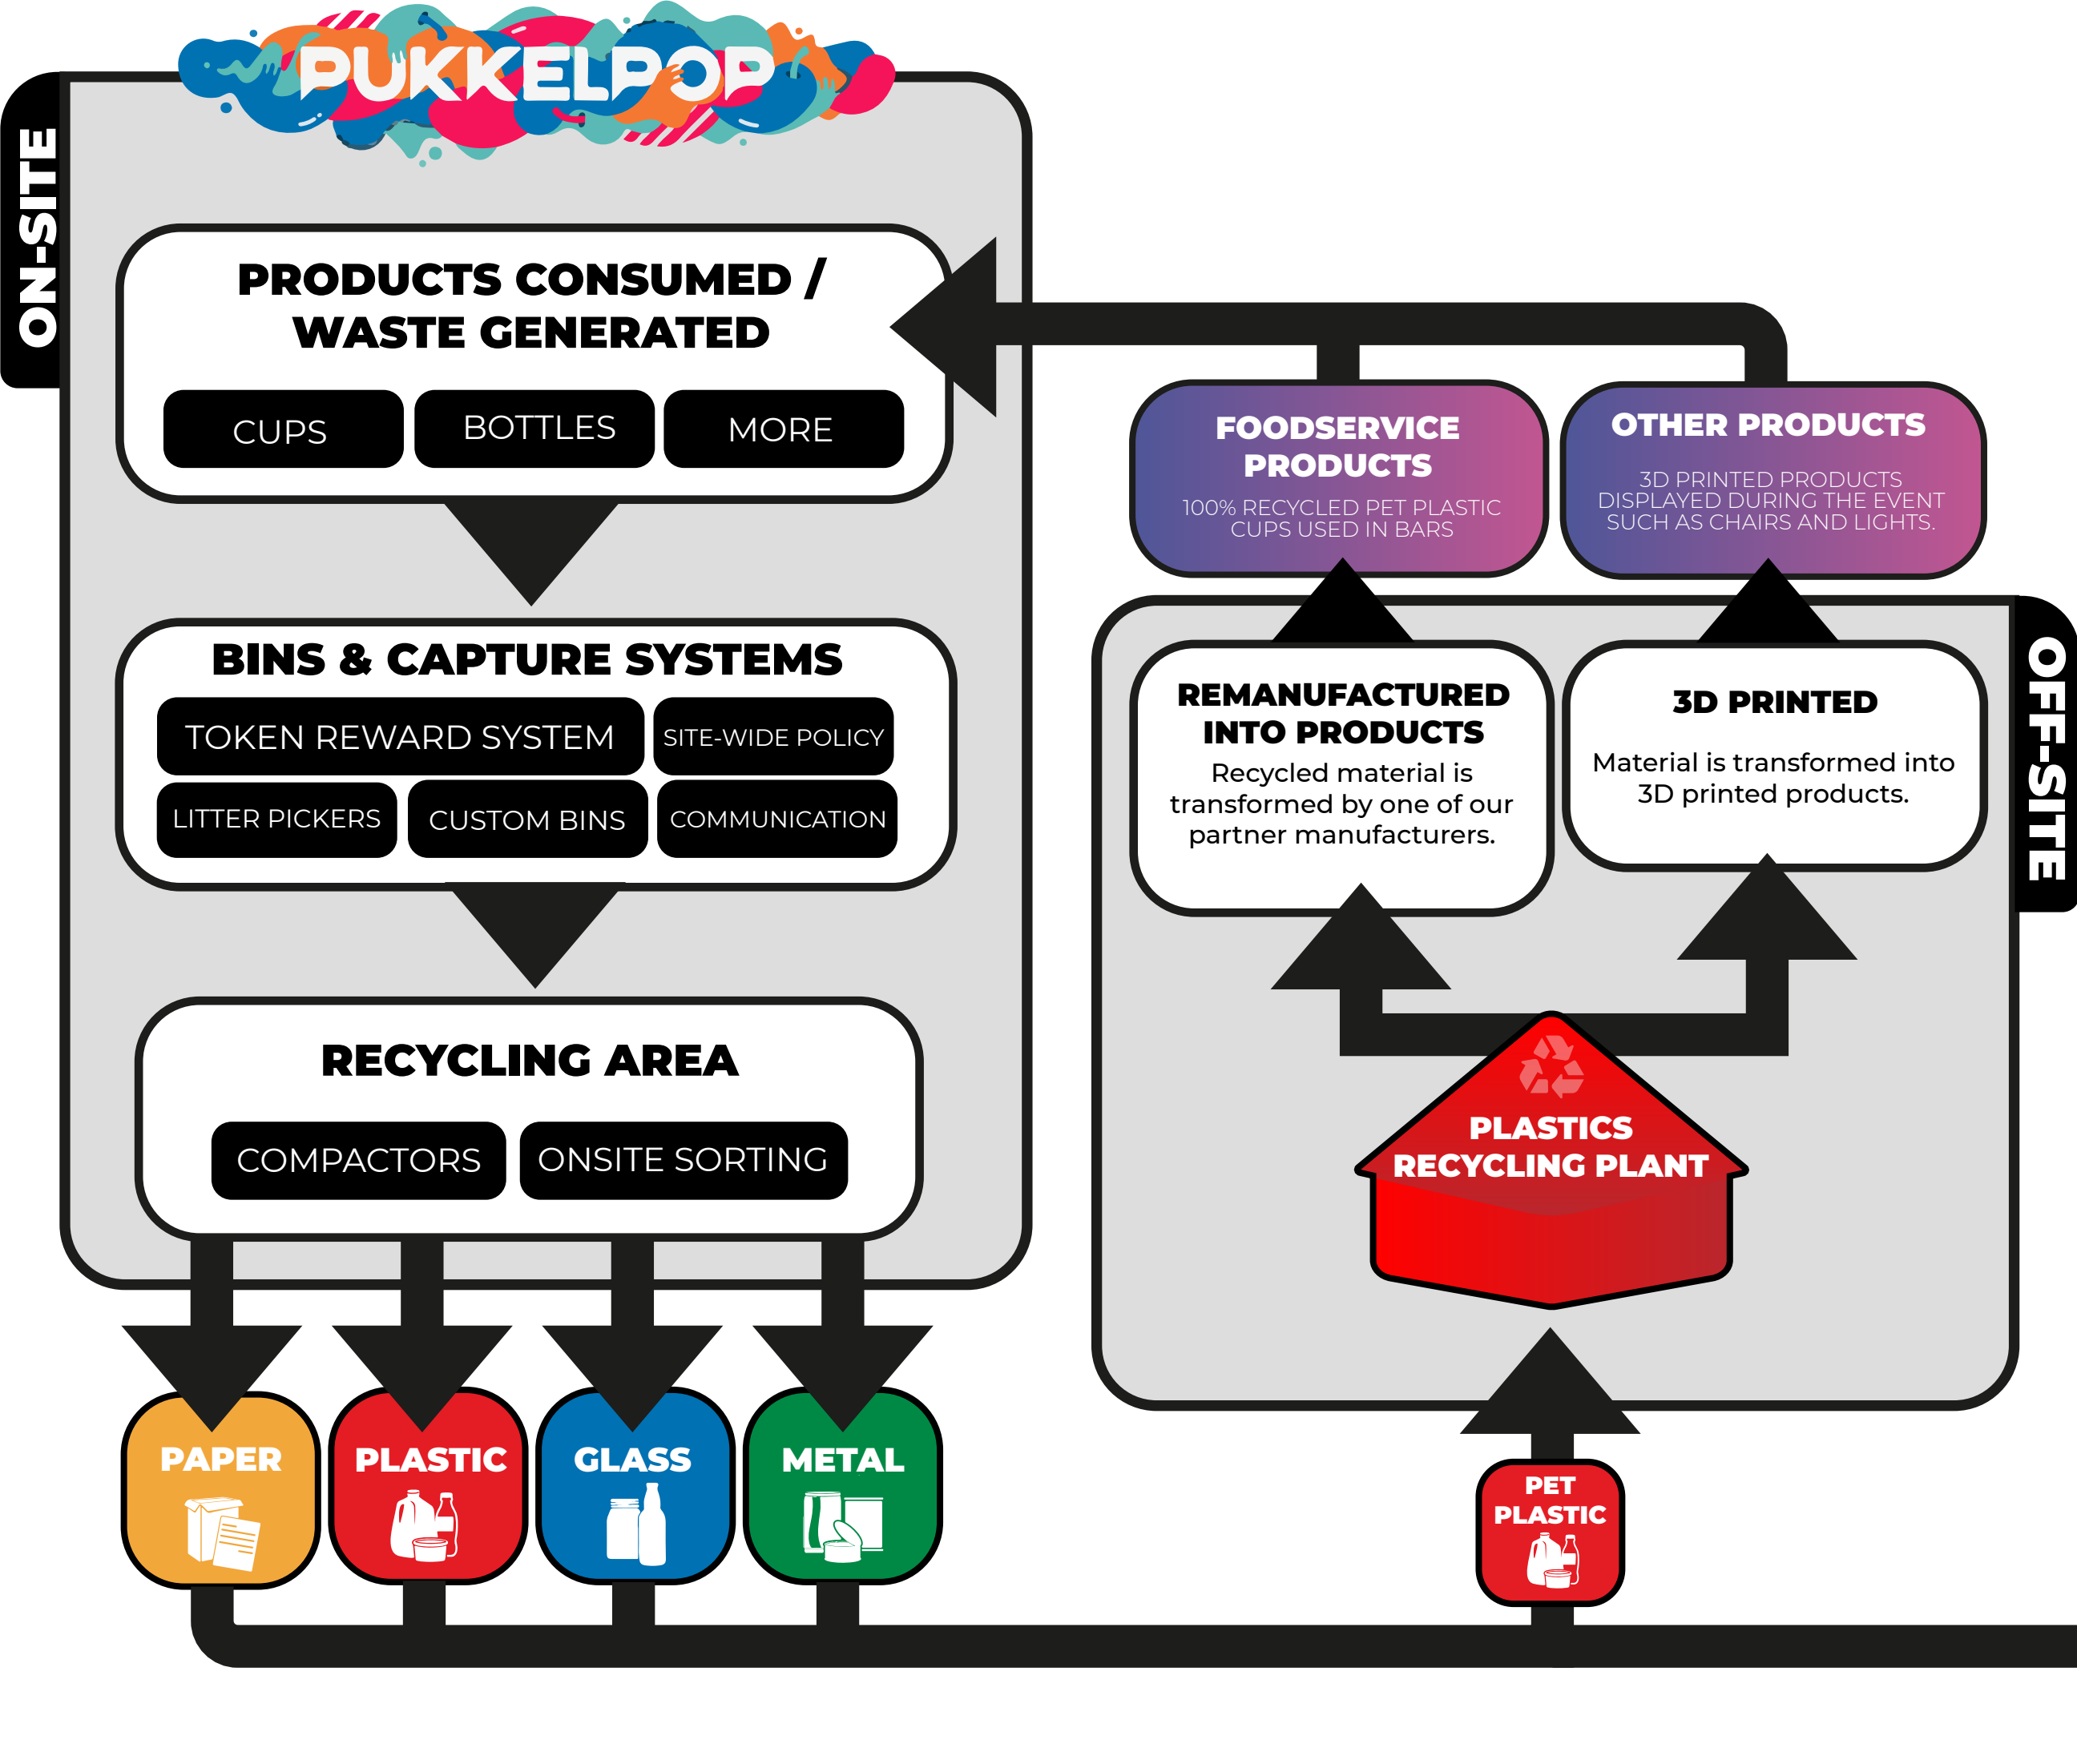 PUKKELPOP
ON-SITE
PRODUCTS CONSUMED /
WASTE GENERATED
CUPS
BOTTLES
MORE
BINS & CAPTURE SYSTEMS
TOKEN REWARD SYSTEM
SITE-WIDE POLICY
LITTER PICKERS
CUSTOM BINS
COMMUNICATION
RECYCLING AREA
COMPACTORS
ONSITE SORTING
PAPER
PLASTIC
GLASS
METAL
FOODSERVICE
PRODUCTS
100% RECYCLED PET PLASTIC
CUPS USED IN BARS
OTHER PRODUCTS
3D PRINTED PRODUCTS
DISPLAYED DURING THE EVENT
SUCH AS CHAIRS AND LIGHTS.
OFF-SITE
REMANUFACTURED
INTO PRODUCTS
Recycled material is
transformed by one of our
partner manufacturers.
3D PRINTED
Material is transformed into
3D printed products.
PLASTICS
RECYCLING PLANT
PET
PLASTIC